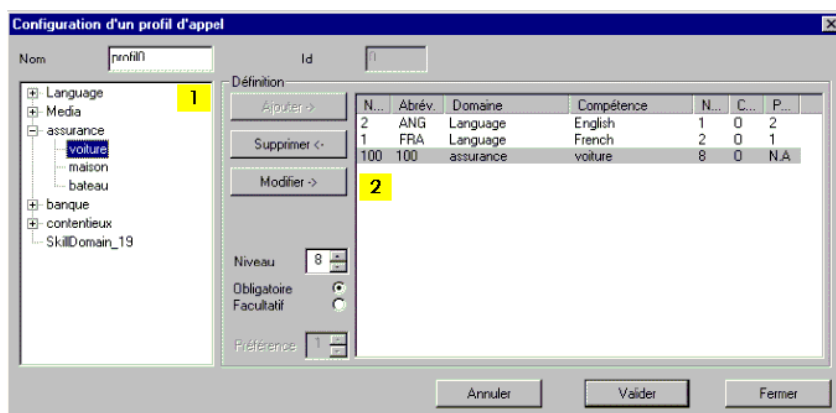 Configuration d'un profil d'appel
Nom profil0 Id 0
Language
Media
assurance
voiture
maison
bateau
banque
contentieux
SkillDomain_19
1
Définition
Ajouter ->
Supprimer <-
Modifier ->
2
Niveau 8
Obligatoire
Facultatif
Préférence 1
N... Abrév. Domaine Compétence N... C... P...
2 ANG Language English 1 0 2
1 FRA Language French 2 0 1
100 100 assurance voiture 8 0 N.A
Annuler Valider Fermer